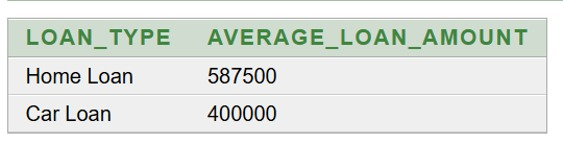 LOAN_TYPE AVERAGE_LOAN_AMOUNT
Home Loan 587500
Car Loan 400000